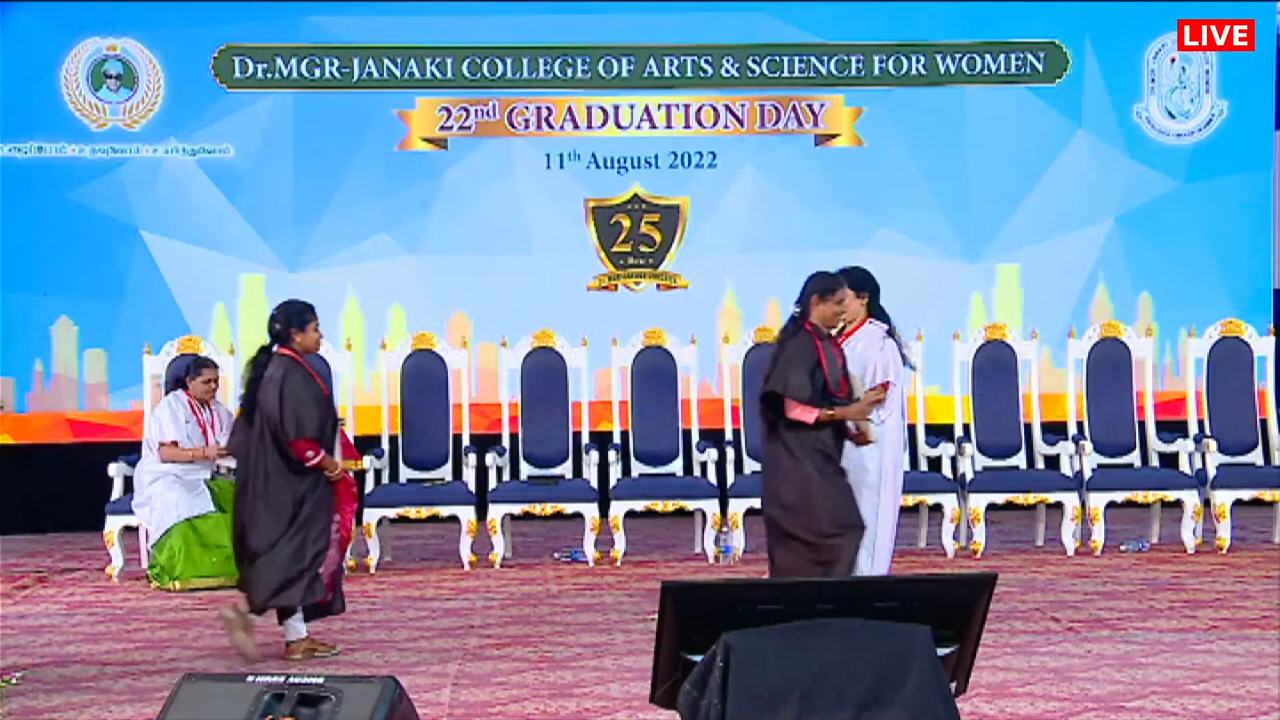 LIVE
Dr.MGR-JANAKI COLLEGE OF ARTS & SCIENCE FOR WOMEN
22nd GRADUATION DAY
11th August 2022
25